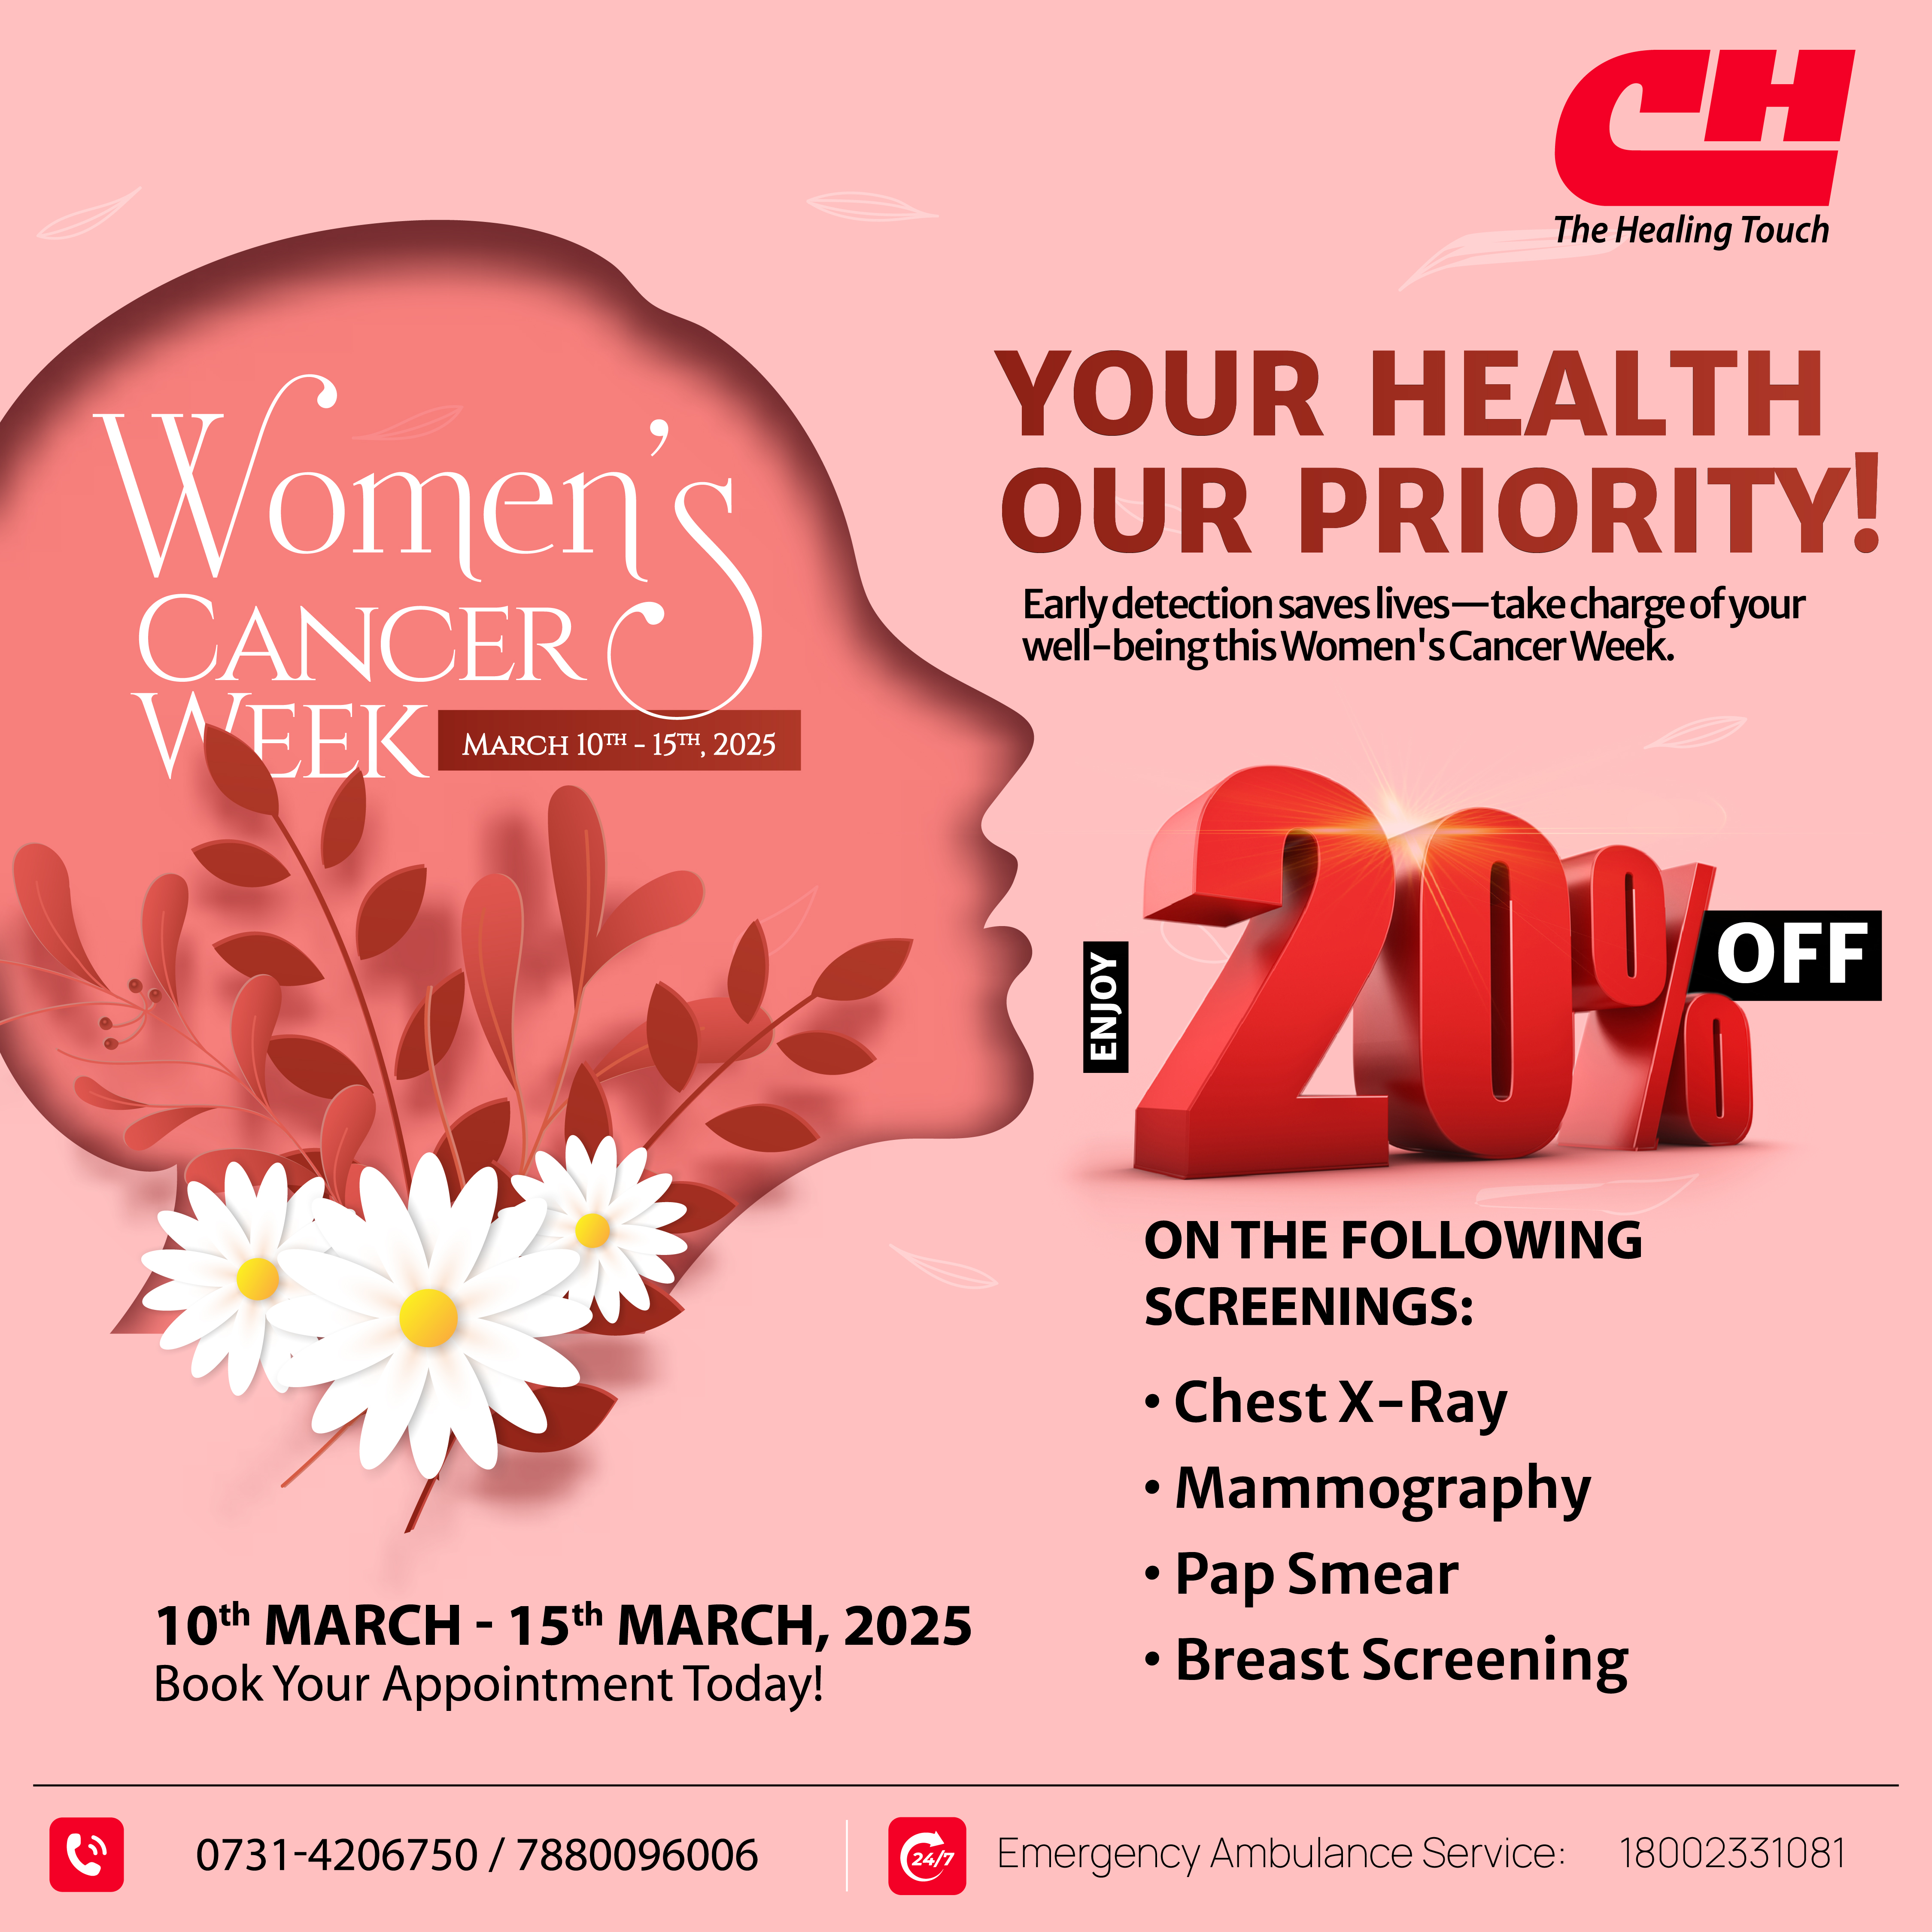 CH
The Healing Touch
Women's
Cancer
Week
March 10th - 15th, 2025
YOUR HEALTH
OUR PRIORITY!
Early detection saves lives—take charge of your
well-being this Women's Cancer Week.
ENJOY
20%
OFF
ON THE FOLLOWING
SCREENINGS:
• Chest X-Ray
• Mammography
• Pap Smear
• Breast Screening
10th MARCH - 15th MARCH, 2025
Book Your Appointment Today!
0731-4206750 / 7880096006
24/7
Emergency Ambulance Service: 18002331081